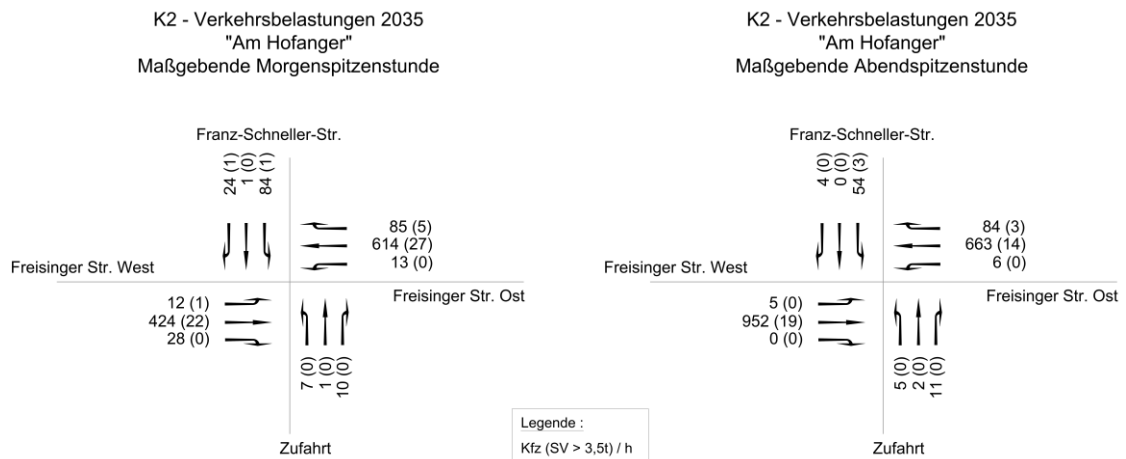 K2 - Verkehrsbelastungen 2035
"Am Hofanger"
Maßgebende Morgenspitzenstunde
Franz-Schneller-Str.
24 (1)
1 (0)
84 (1)
85 (5)
614 (27)
13 (0)
Freisinger Str. West
Freisinger Str. Ost
12 (1)
424 (22)
28 (0)
7 (0)
1 (0)
10 (0)
Zufahrt
K2 - Verkehrsbelastungen 2035
"Am Hofanger"
Maßgebende Abendspitzenstunde
Franz-Schneller-Str.
4 (0)
0 (0)
54 (3)
84 (3)
663 (14)
6 (0)
Freisinger Str. West
Freisinger Str. Ost
5 (0)
952 (19)
0 (0)
5 (0)
2 (0)
11 (0)
Zufahrt
Legende :
Kfz (SV > 3,5t) / h